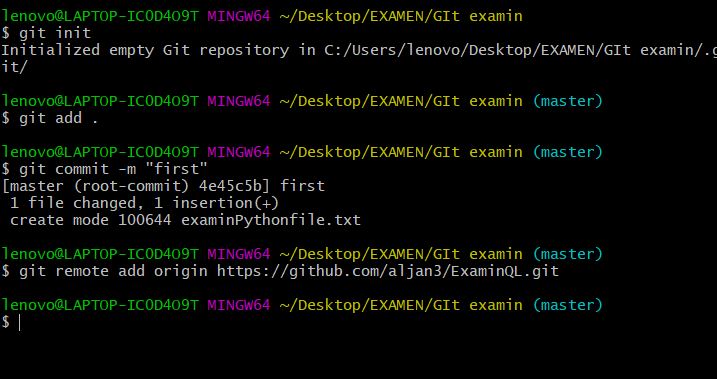 lenovo@LAPTOP-IC0D4O9T MINGW64 ~/Desktop/EXAMEN/GIt examin
$ git init
Initialized empty Git repository in C:/Users/lenovo/Desktop/EXAMEN/GIt examin/.g
it/
lenovo@LAPTOP-IC0D4O9T MINGW64 ~/Desktop/EXAMEN/GIt examin (master)
$ git add .
lenovo@LAPTOP-IC0D4O9T MINGW64 ~/Desktop/EXAMEN/GIt examin (master)
$ git commit -m "first"
[master (root-commit) 4e45c5b] first
1 file changed, 1 insertion(+)
create mode 100644 examinPythonfile.txt
lenovo@LAPTOP-IC0D4O9T MINGW64 ~/Desktop/EXAMEN/GIt examin (master)
$ git remote add origin https://github.com/aljan3/ExaminQL.git
lenovo@LAPTOP-IC0D4O9T MINGW64 ~/Desktop/EXAMEN/GIt examin (master)
$